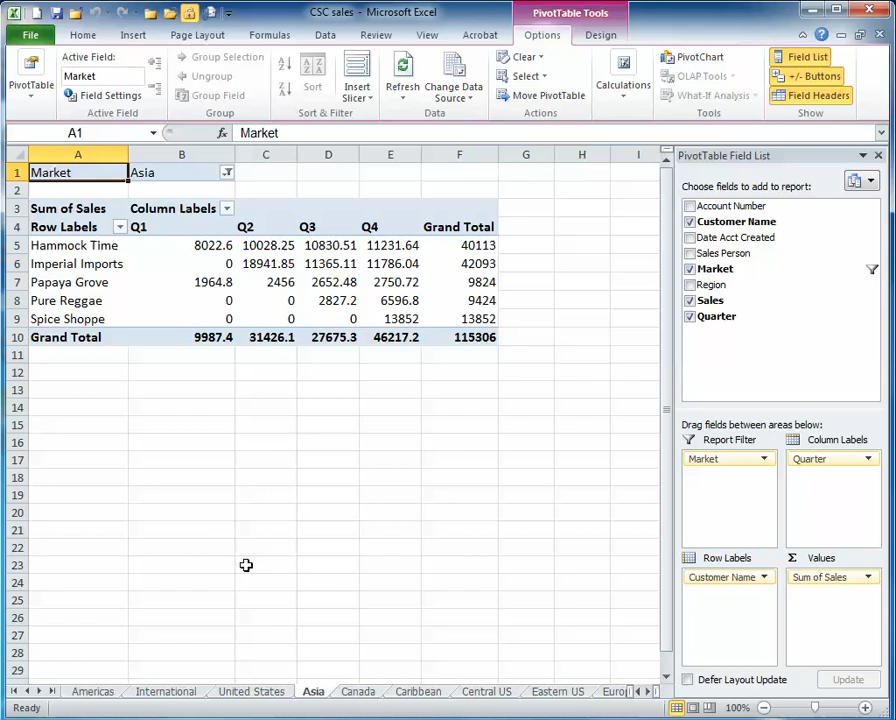 CSC sales - Microsoft Excel
PivotTable Tools
File Home Insert Page Layout Formulas Data Review View Acrobat Options Design
PivotTable
Active Field:
Market
Field Settings
Active Field
Group Selection
Ungroup
Group Field
Group
Sort
Insert Slicer
Sort & Filter
Refresh
Change Data Source
Data
Clear
Select
Move PivotTable
Actions
Calculations
PivotChart
OLAP Tools
What-If Analysis
Tools
Field List
+/- Buttons
Field Headers
Show
A1 fx Market
A B C D E F G H I
1 Market Asia
2
3 Sum of Sales Column Labels
4 Row Labels Q1 Q2 Q3 Q4 Grand Total
5 Hammock Time 8022.6 10028.25 10830.51 11231.64 40113
6 Imperial Imports 0 18941.85 11365.11 11786.04 42093
7 Papaya Grove 1964.8 2456 2652.48 2750.72 9824
8 Pure Reggae 0 0 2827.2 6596.8 9424
9 Spice Shoppe 0 0 0 13852 13852
10 Grand Total 9987.4 31426.1 27675.3 46217.2 115306
11
12
13
14
15
16
17
18
19
20
21
22
23
24
25
26
27
28
29
PivotTable Field List
Choose fields to add to report:
Account Number
Customer Name
Date Acct Created
Sales Person
Market
Region
Sales
Quarter
Drag fields between areas below:
Report Filter Column Labels
Market Quarter
Row Labels Σ Values
Customer Name Sum of Sales
Defer Layout Update Update
Americas International United States Asia Canada Caribbean Central US Eastern US Europ
Ready 100%